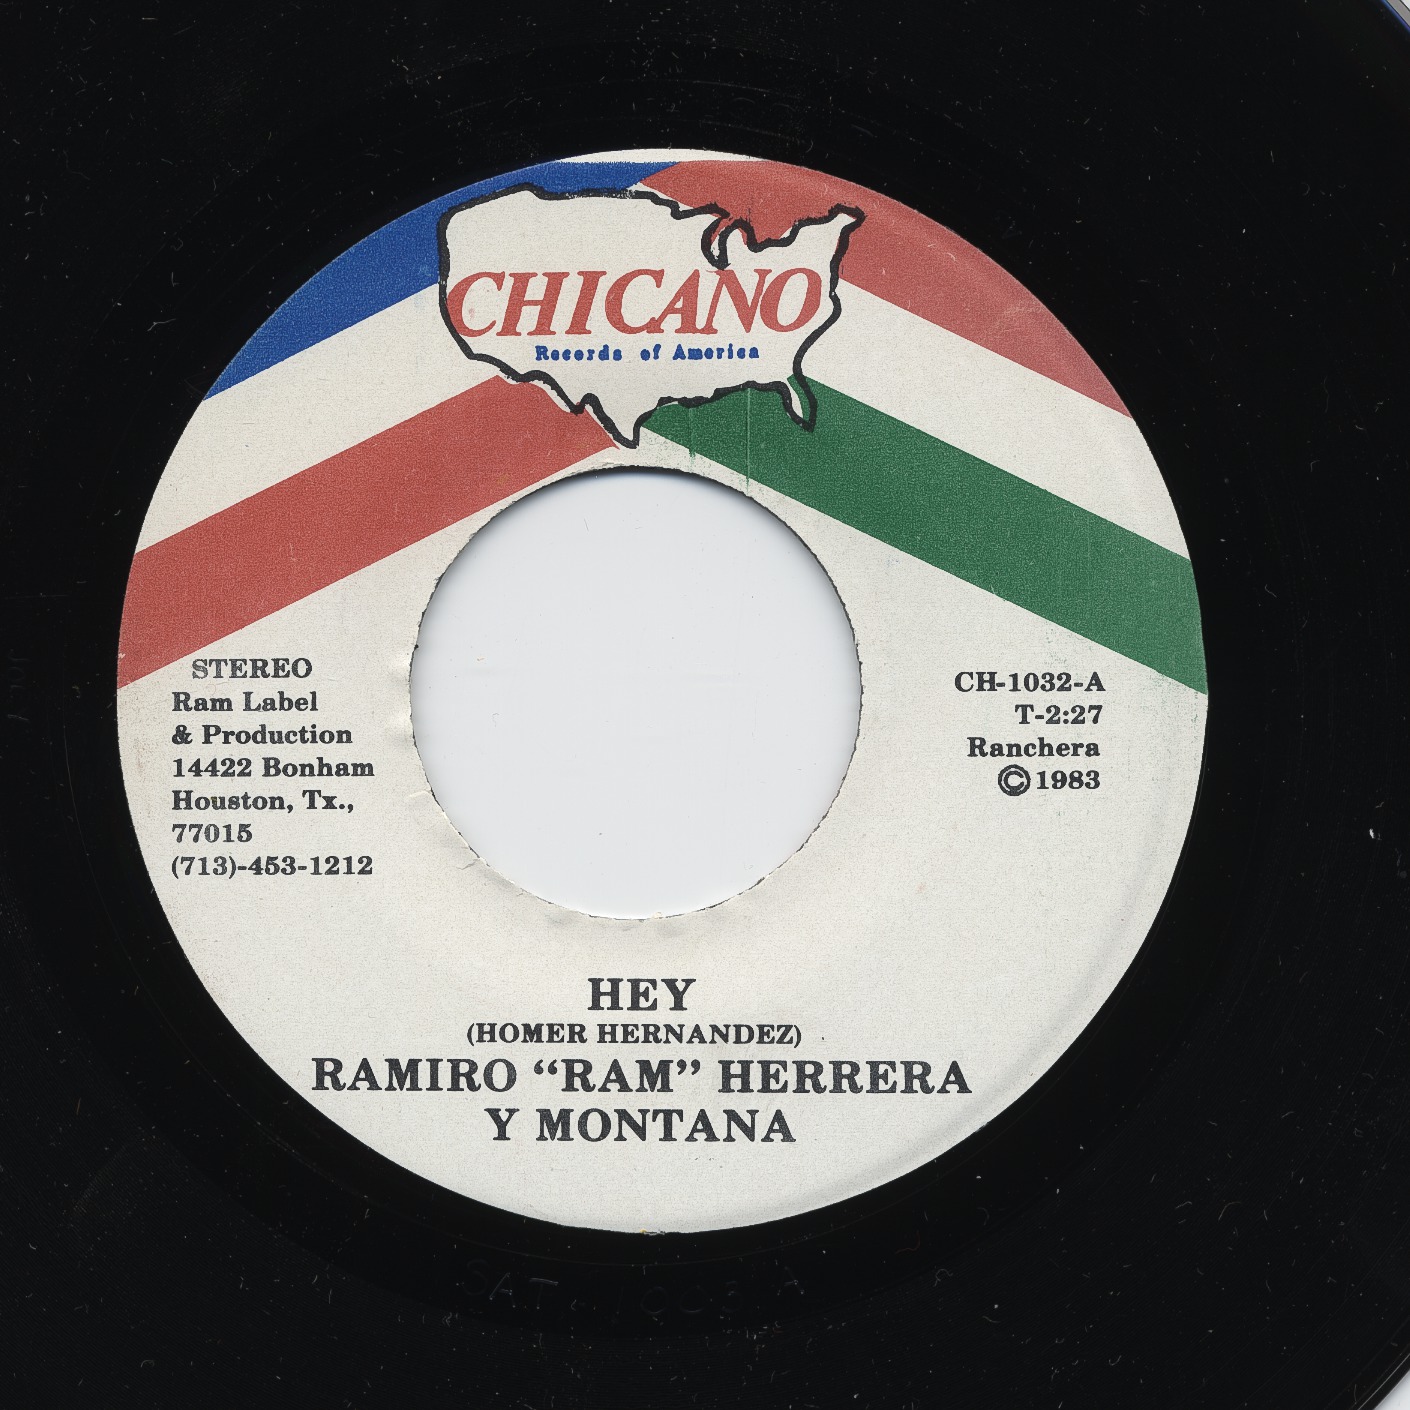 CHICANO
Records of America
STEREO
Ram Label
& Production
14422 Bonham
Houston, Tx.,
77015
(713)-453-1212
CH-1032-A
T-2:27
Ranchera
©1983
HEY
(HOMER HERNANDEZ)
RAMIRO “RAM” HERRERA
Y MONTANA